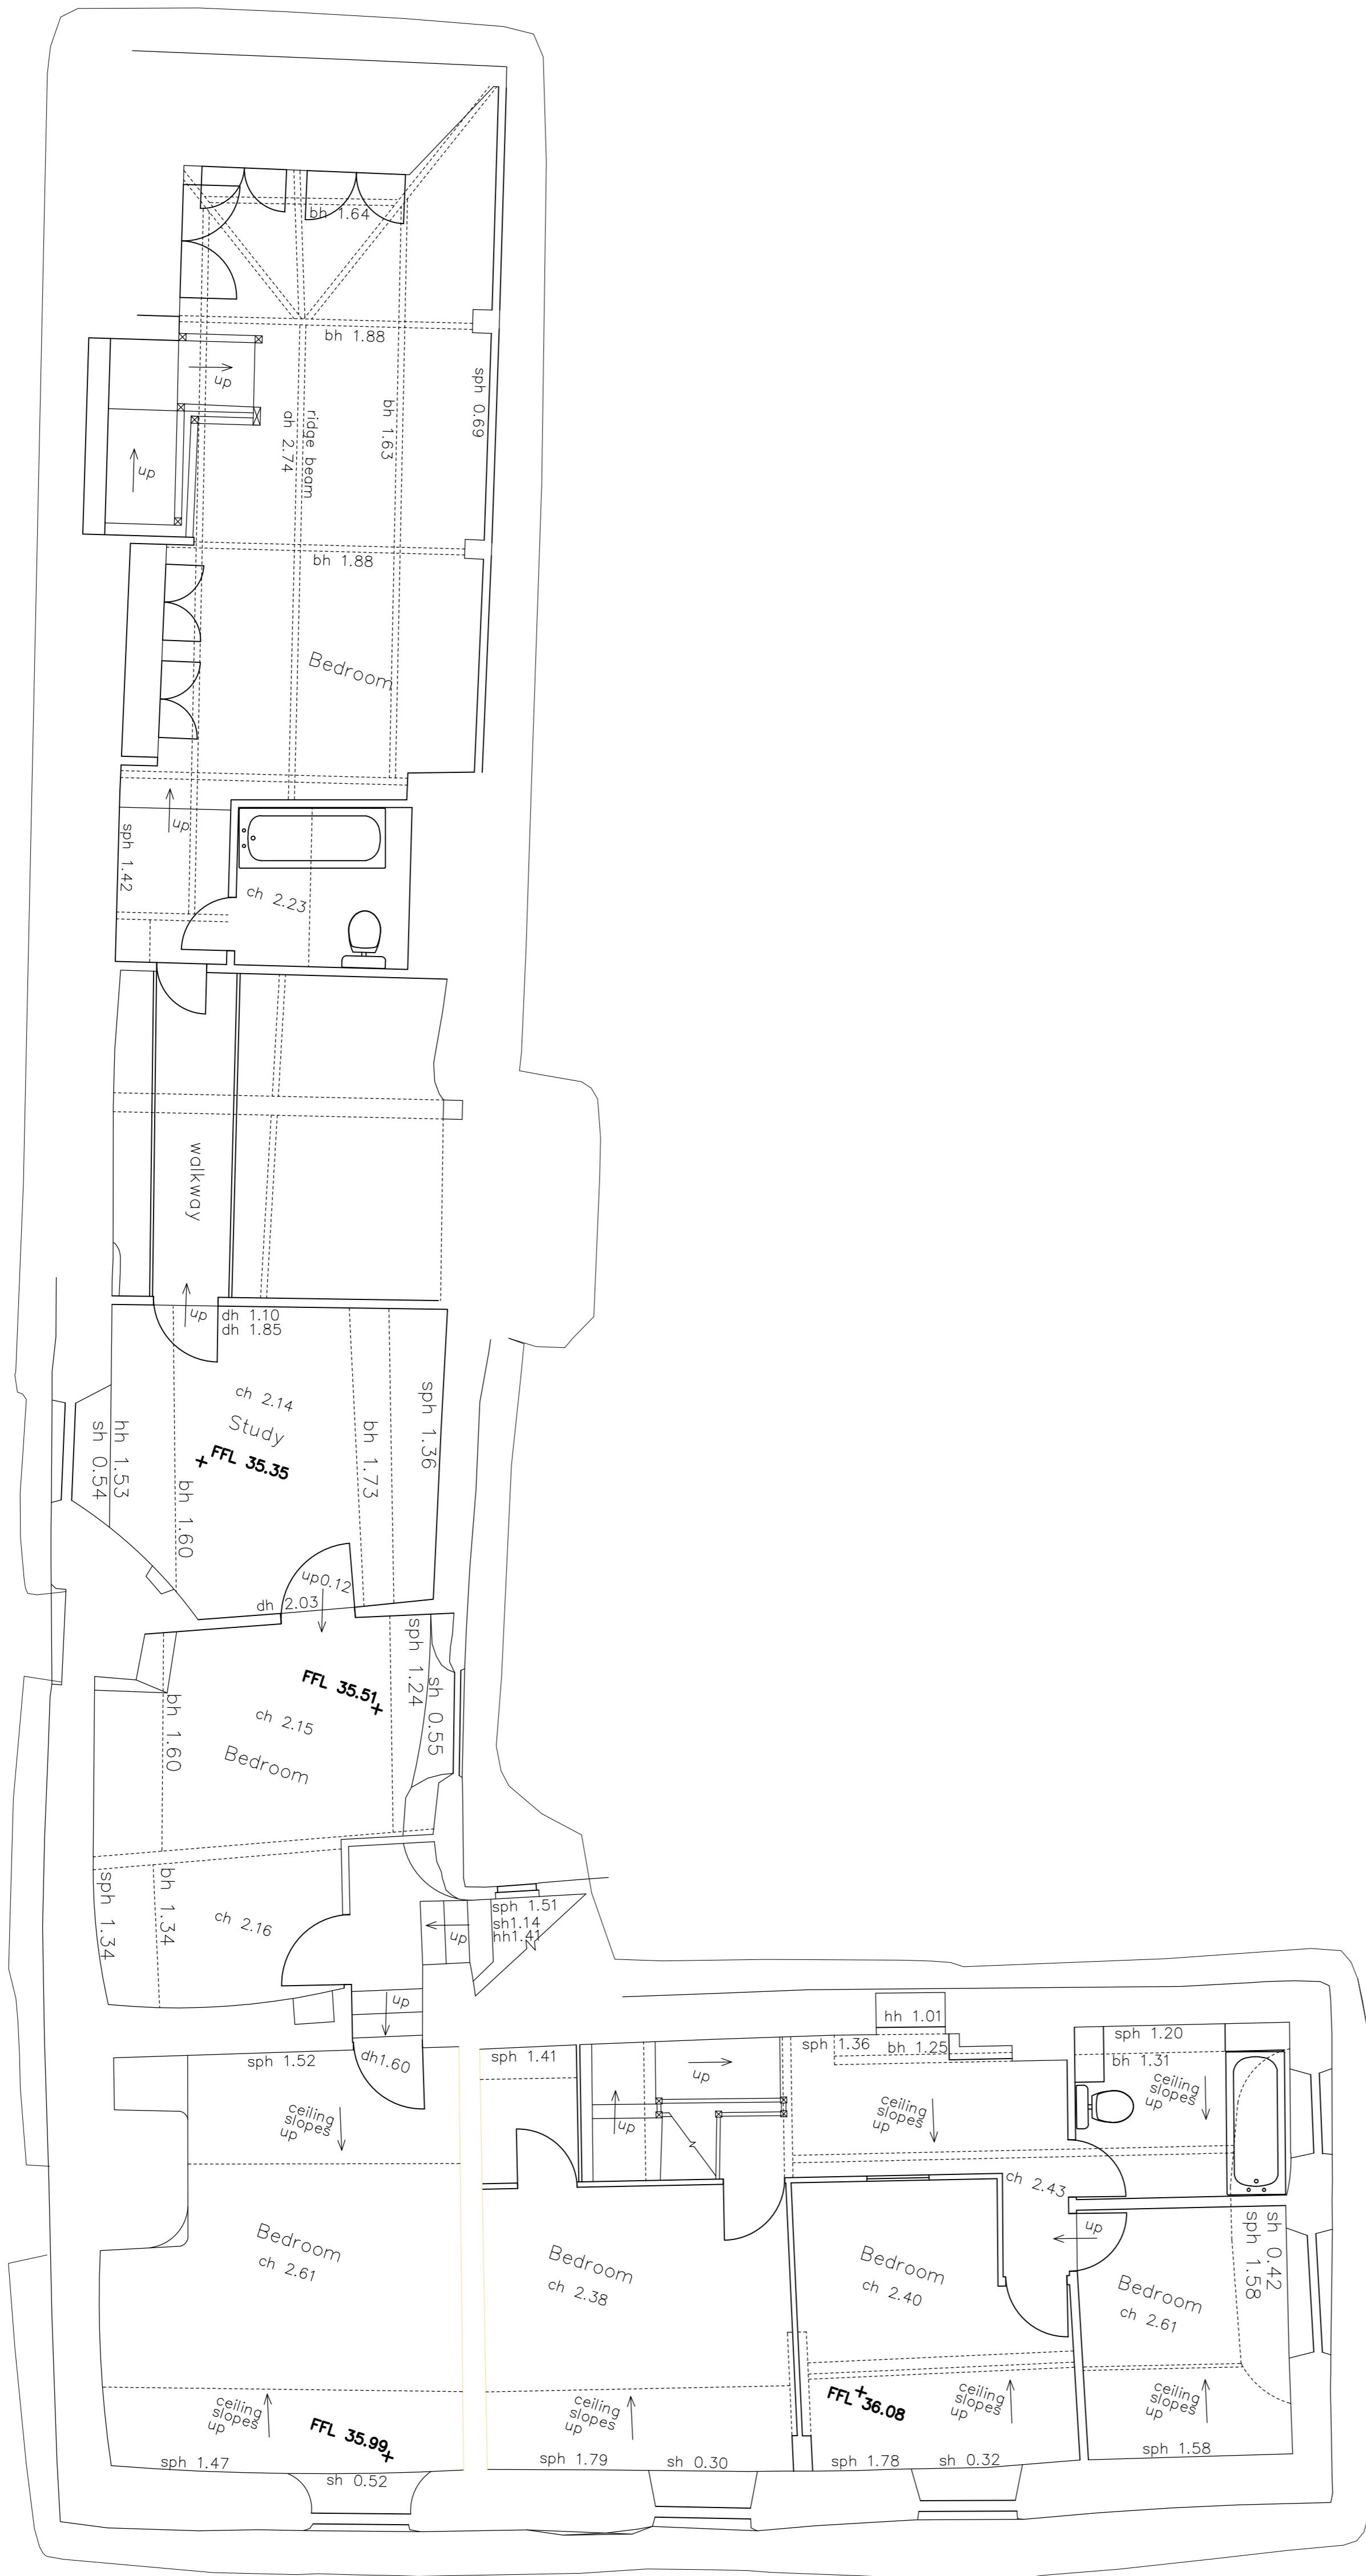 bh 1.64
bh 1.88
up
sph 0.69
bh 1.63
ridge beam
ah 2.74
up
bh 1.88
Bedroom
up
sph 1.42
ch 2.23
walkway
up
dh 1.10
dh 1.85
ch 2.14
Study
FFL 35.35
sph 1.36
bh 1.73
hh 1.53
sh 0.54
bh 1.60
up0.12
dh 2.03
sph 1.24
sh 0.55
FFL 35.51
bh 1.60
ch 2.15
Bedroom
bh 1.34
sph 1.34
ch 2.16
sph 1.51
sh1.14
hh1.41
up
up
dh1.60
sph 1.52
sph 1.41
up
up
sph 1.36
hh 1.01
bh 1.25
sph 1.20
bh 1.31
ceiling
slopes
up
ceiling
slopes
up
ceiling
slopes
up
ch 2.43
up
sh 0.42
sph 1.58
Bedroom
ch 2.61
Bedroom
ch 2.38
Bedroom
ch 2.40
Bedroom
ch 2.61
ceiling
slopes
up
FFL 35.99
ceiling
slopes
up
FFL 36.08
ceiling
slopes
up
ceiling
slopes
up
sph 1.47
sh 0.52
sph 1.79
sh 0.30
sph 1.78
sh 0.32
sph 1.58